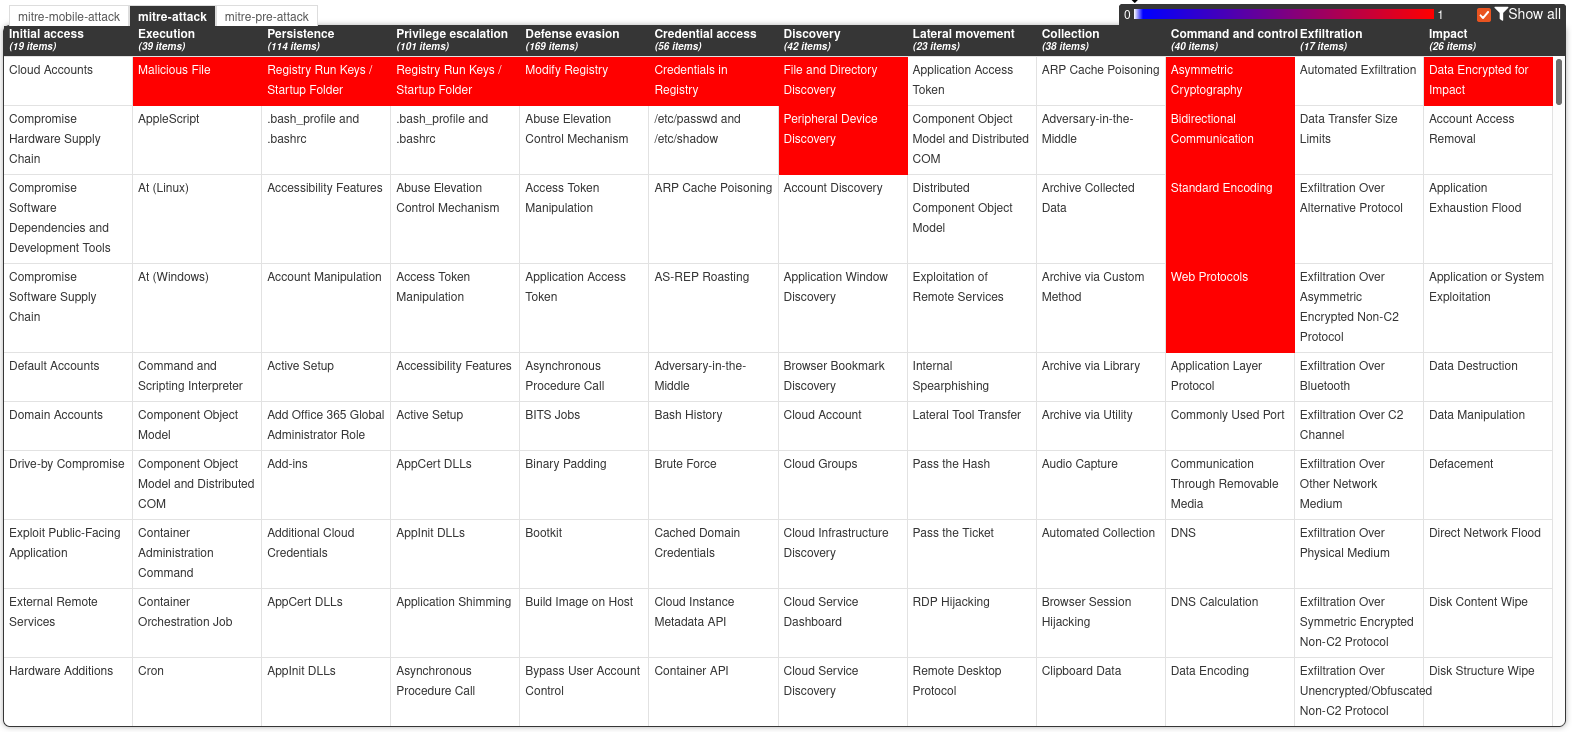 mitre-mobile-attack mitre-attack mitre-pre-attack 0 1 Show all
Initial access Execution Persistence Privilege escalation Defense evasion Credential access Discovery Lateral movement Collection Command and control Exfiltration Impact
(19 items) (39 items) (114 items) (101 items) (169 items) (56 items) (42 items) (23 items) (38 items) (40 items) (17 items) (26 items)
Cloud Accounts Malicious File Registry Run Keys / Registry Run Keys / Modify Registry Credentials in File and Directory Application Access ARP Cache Poisoning Asymmetric Automated Exfiltration Data Encrypted for
Startup Folder Startup Folder Registry Discovery Token Cryptography Impact
Compromise AppleScript .bash_profile and .bash_profile and Abuse Elevation /etc/passwd and Peripheral Device Component Object Adversary-in-the- Bidirectional Data Transfer Size Account Access
Hardware Supply .bashrc .bashrc Control Mechanism /etc/shadow Discovery Model and Distributed Middle Communication Limits Removal
Chain COM
Compromise At (Linux) Accessibility Features Abuse Elevation Access Token ARP Cache Poisoning Account Discovery Distributed Archive Collected Standard Encoding Exfiltration Over Application
Software Control Mechanism Manipulation Component Object Data Alternative Protocol Exhaustion Flood
Dependencies and Model
Development Tools
Compromise At (Windows) Account Manipulation Access Token Application Access AS-REP Roasting Application Window Exploitation of Archive via Custom Web Protocols Exfiltration Over Application or System
Software Supply Manipulation Token Discovery Remote Services Method Asymmetric Exploitation
Chain Encrypted Non-C2
Protocol
Default Accounts Command and Active Setup Accessibility Features Asynchronous Adversary-in-the- Browser Bookmark Internal Archive via Library Application Layer Exfiltration Over Data Destruction
Scripting Interpreter Procedure Call Middle Discovery Spearphishing Protocol Bluetooth
Domain Accounts Component Object Add Office 365 Global Active Setup BITS Jobs Bash History Cloud Account Lateral Tool Transfer Archive via Utility Commonly Used Port Exfiltration Over C2 Data Manipulation
Model Administrator Role Channel
Drive-by Compromise Component Object Add-ins AppCert DLLs Binary Padding Brute Force Cloud Groups Pass the Hash Audio Capture Communication Exfiltration Over Defacement
Model and Distributed Through Removable Other Network
COM Media Medium
Exploit Public-Facing Container Additional Cloud AppInit DLLs Bootkit Cached Domain Cloud Infrastructure Pass the Ticket Automated Collection DNS Exfiltration Over Direct Network Flood
Application Administration Credentials Credentials Discovery Physical Medium
Command
External Remote Container AppCert DLLs Application Shimming Build Image on Host Cloud Instance Cloud Service RDP Hijacking Browser Session DNS Calculation Exfiltration Over Disk Content Wipe
Services Orchestration Job Metadata API Dashboard Hijacking Symmetric Encrypted
Non-C2 Protocol
Hardware Additions Cron AppInit DLLs Asynchronous Bypass User Account Container API Cloud Service Remote Desktop Clipboard Data Data Encoding Exfiltration Over Disk Structure Wipe
Procedure Call Control Discovery Protocol Unencrypted/Obfuscated
Non-C2 Protocol